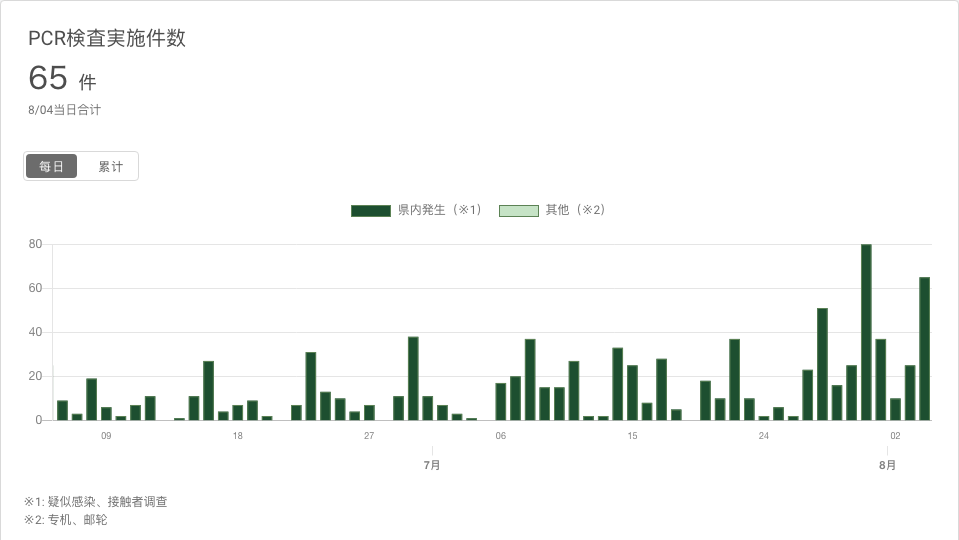 PCR検査実施件数
65 件
8/04当日合计
每日 累计
県内発生（※1） 其他（※2）
80
60
40
20
0
09 18 27 06 15 24 02
7月 8月
※1: 疑似感染、接触者调查
※2: 专机、邮轮